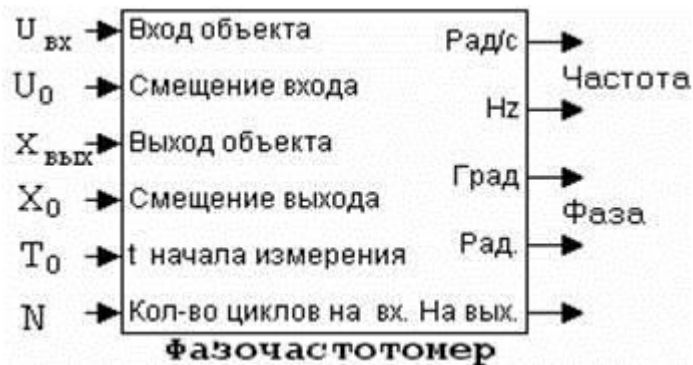 U вх Вход объекта Рад/с
Частота
U0 Смещение входа
Hz
X вых Выход объекта
Град
X0 Смещение выхода
Фаза
T0 t начала измерения Рад.
N Кол-во циклов на вх. На вых.
Фазочастотомер